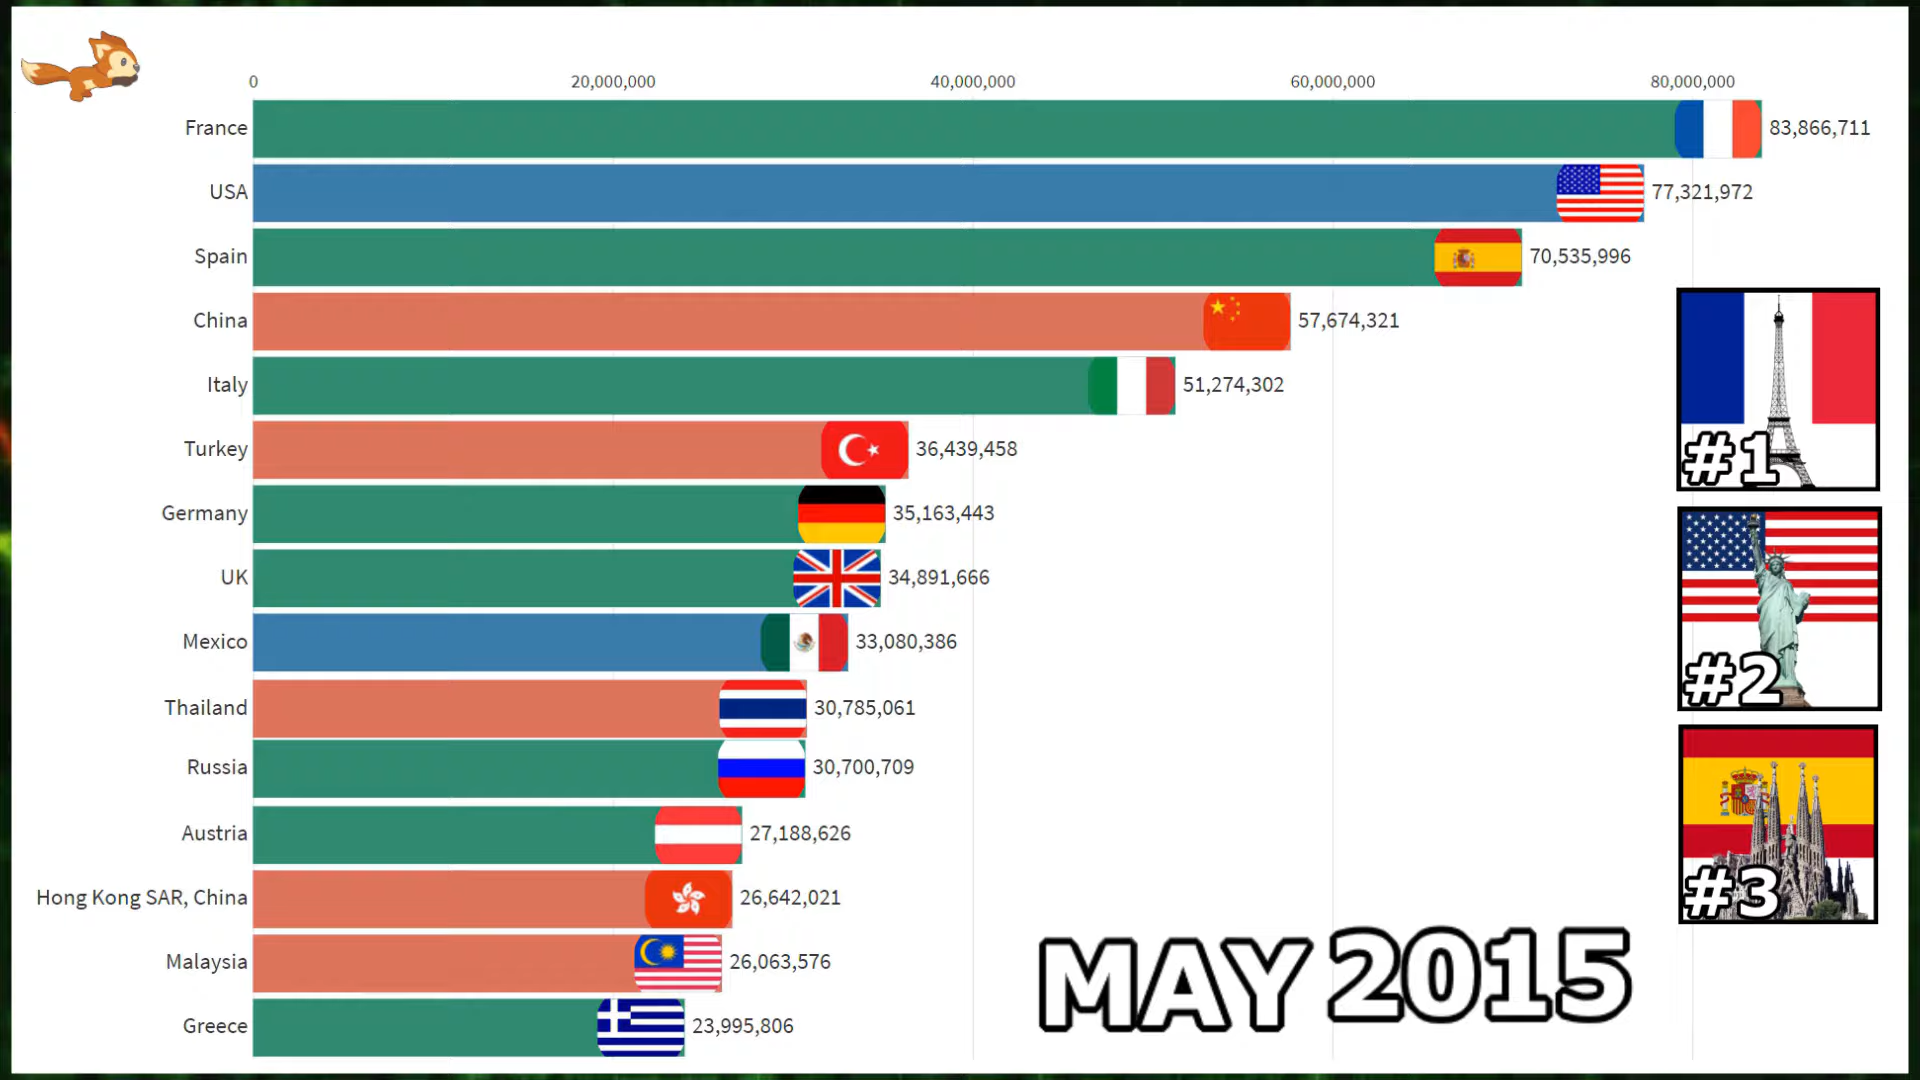 0 20,000,000 40,000,000 60,000,000 80,000,000
France 83,866,711
USA 77,321,972
Spain 70,535,996
China 57,674,321
Italy 51,274,302
Turkey 36,439,458
#1
Germany 35,163,443
UK 34,891,666
Mexico 33,080,386
#2
Thailand 30,785,061
Russia 30,700,709
Austria 27,188,626
Hong Kong SAR, China 26,642,021
#3
Malaysia 26,063,576
MAY 2015
Greece 23,995,806